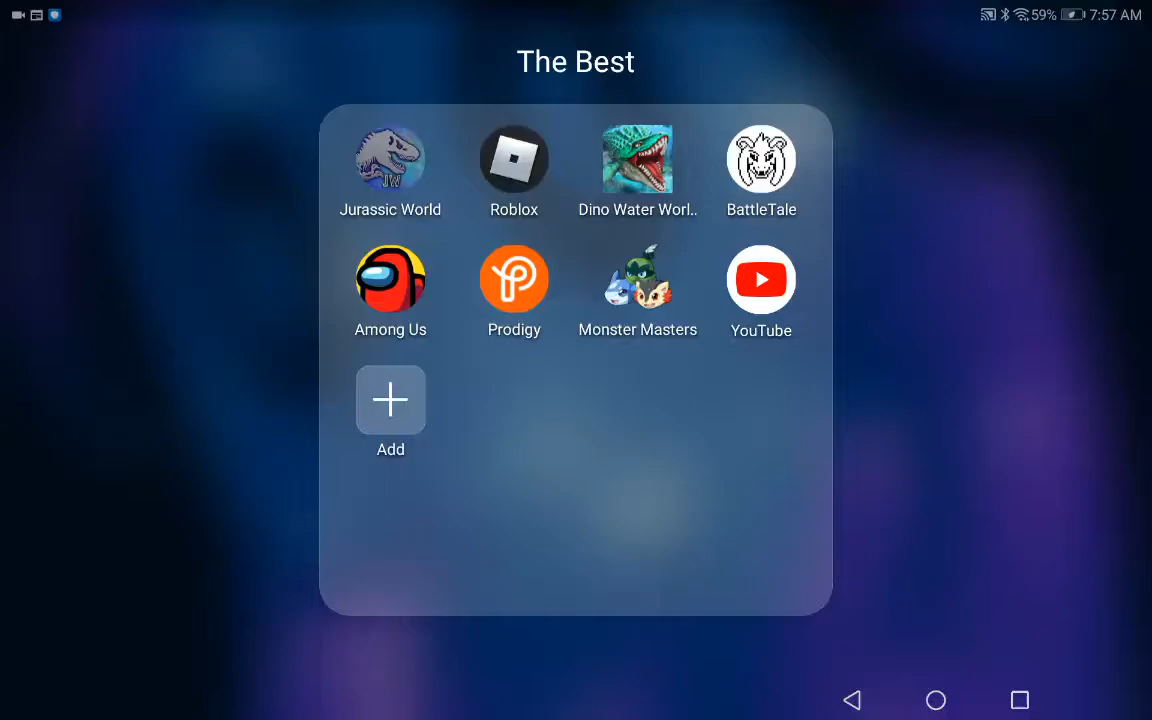 59% 7:57 AM
The Best
JW
Jurassic World Roblox Dino Water Worl.. BattleTale
Among Us Prodigy Monster Masters YouTube
Add